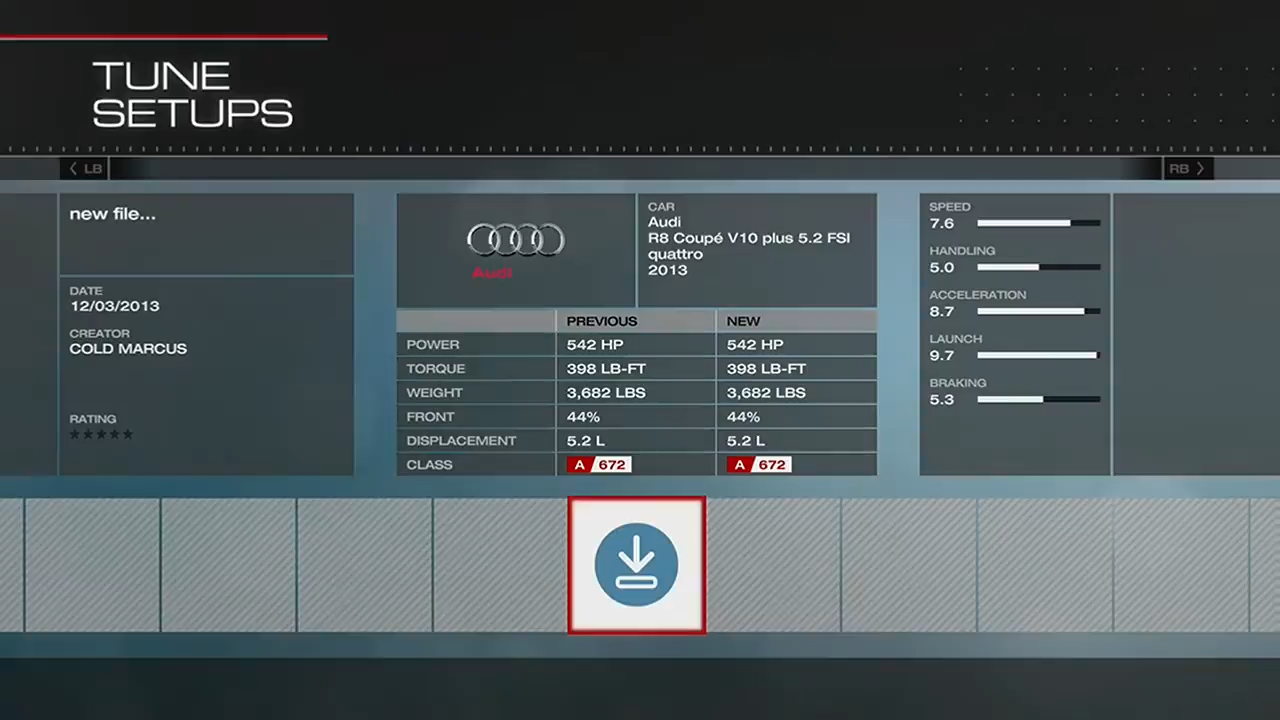 TUNE
SETUPS
LB
RB
new file...
DATE
12/03/2013
CREATOR
COLD MARCUS
RATING
Audi
CAR
Audi
R8 Coupé V10 plus 5.2 FSI
quattro
2013
PREVIOUS NEW
POWER 542 HP 542 HP
TORQUE 398 LB-FT 398 LB-FT
WEIGHT 3,682 LBS 3,682 LBS
FRONT 44% 44%
DISPLACEMENT 5.2 L 5.2 L
CLASS A 672 A 672
SPEED
7.6
HANDLING
5.0
ACCELERATION
8.7
LAUNCH
9.7
BRAKING
5.3